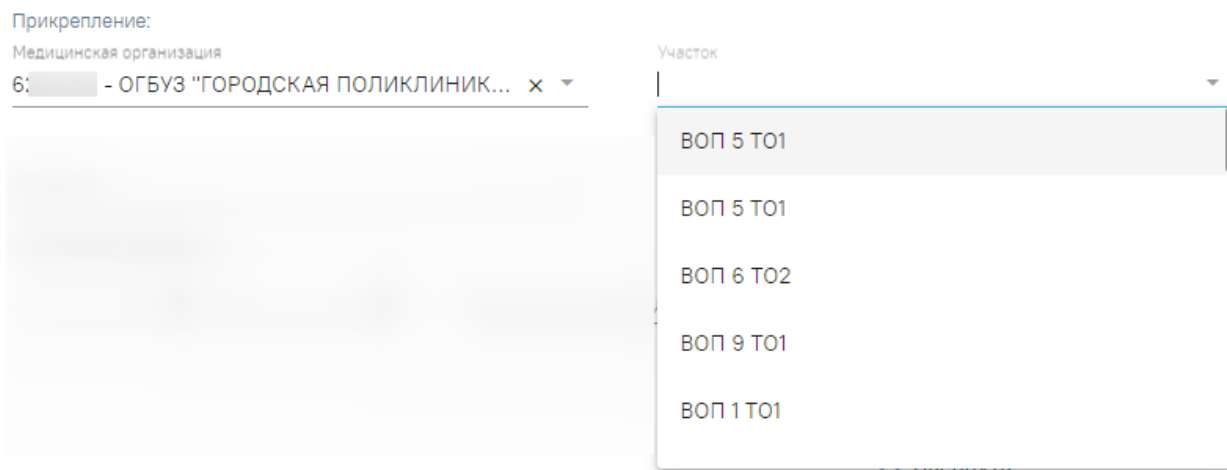 Прикрепление:
Медицинская организация
Участок
62 - ОГБУЗ "ГОРОДСКАЯ ПОЛИКЛИНИК...
ВОП 5 ТО1
ВОП 5 ТО1
ВОП 6 ТО2
ВОП 9 ТО1
ВОП 1 ТО1